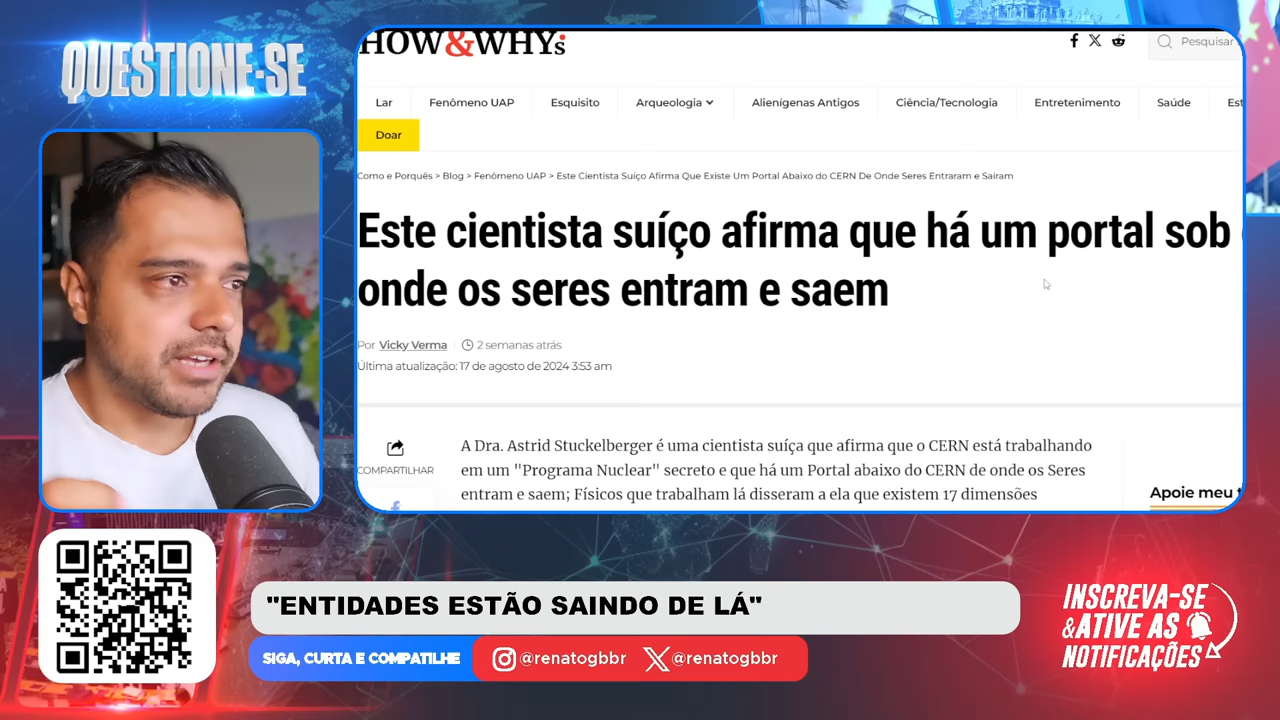 QUESTIONE-SE
HOW&WHYs
Pesquisar
Lar
Fenômeno UAP
Esquisito
Arqueologia
Alienígenas Antigos
Ciência/Tecnologia
Entretenimento
Saúde
Doar
Como e Porquês > Blog > Fenômeno UAP > Este Cientista Suíço Afirma Que Existe Um Portal Abaixo do CERN De Onde Seres Entraram e Saíram
Este cientista suíço afirma que há um portal sob
onde os seres entram e saem
Por Vicky Verma
2 semanas atrás
Última atualização: 17 de agosto de 2024 3:53 am
COMPARTILHAR
A Dra. Astrid Stuckelberger é uma cientista suíça que afirma que o CERN está trabalhando
em um "Programa Nuclear" secreto e que há um Portal abaixo do CERN de onde os Seres
entram e saem; Físicos que trabalham lá disseram a ela que existem 17 dimensões
Apoie meu
"ENTIDADES ESTÃO SAINDO DE LÁ"
SIGA, CURTA E COMPATILHE
@renatogbbr
@renatogbbr
INSCREVA-SE
&ATIVE AS
NOTIFICAÇÕES